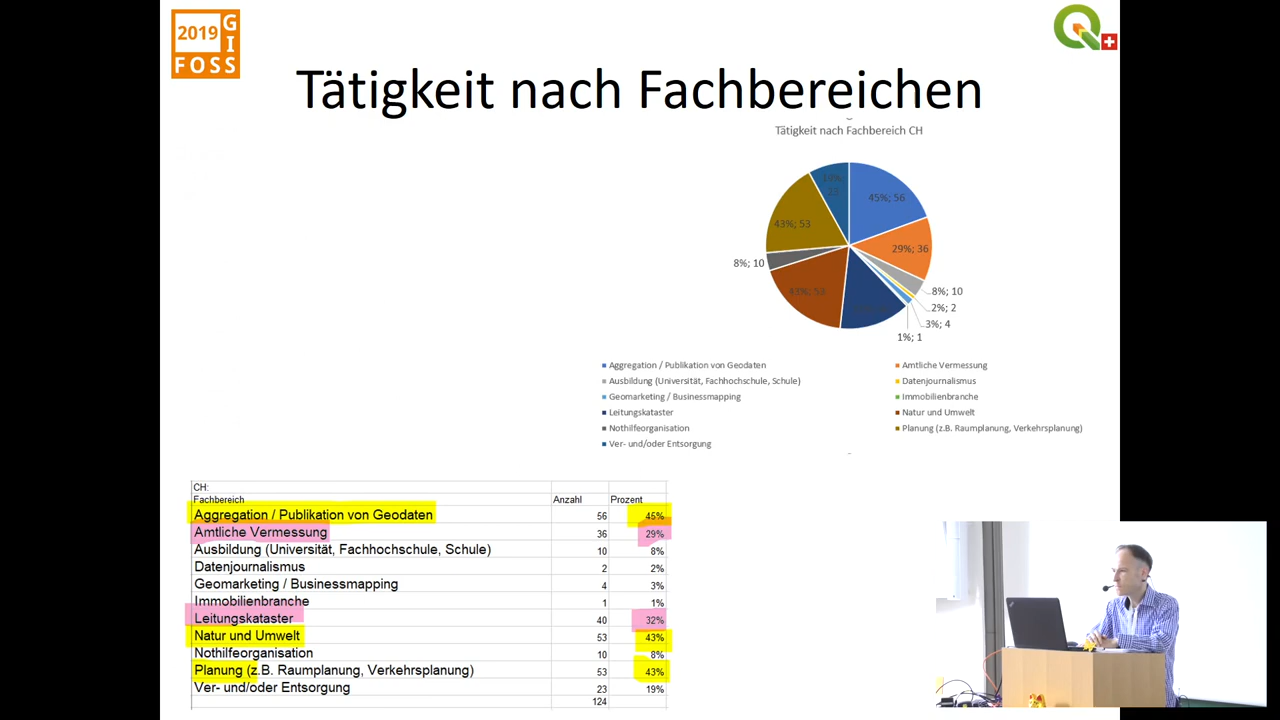 2019
G
I
FOSS
Tätigkeit nach Fachbereichen
Tätigkeit nach Fachbereich CH
19%;
23
45%; 56
43%; 53
29%; 36
8%; 10
43%; 53
8%; 10
2%; 2
3%; 4
1%; 1
Aggregation / Publikation von Geodaten
Amtliche Vermessung
Ausbildung (Universität, Fachhochschule, Schule)
Datenjournalismus
Geomarketing / Businessmapping
Immobilienbranche
Leitungskataster
Natur und Umwelt
Nothilfeorganisation
Planung (z.B. Raumplanung, Verkehrsplanung)
Ver- und/oder Entsorgung
CH:
Fachbereich Anzahl Prozent
Aggregation / Publikation von Geodaten 56 45%
Amtliche Vermessung 36 29%
Ausbildung (Universität, Fachhochschule, Schule) 10 8%
Datenjournalismus 2 2%
Geomarketing / Businessmapping 4 3%
Immobilienbranche 1 1%
Leitungskataster 40 32%
Natur und Umwelt 53 43%
Nothilfeorganisation 10 8%
Planung (z.B. Raumplanung, Verkehrsplanung) 53 43%
Ver- und/oder Entsorgung 23 19%
124